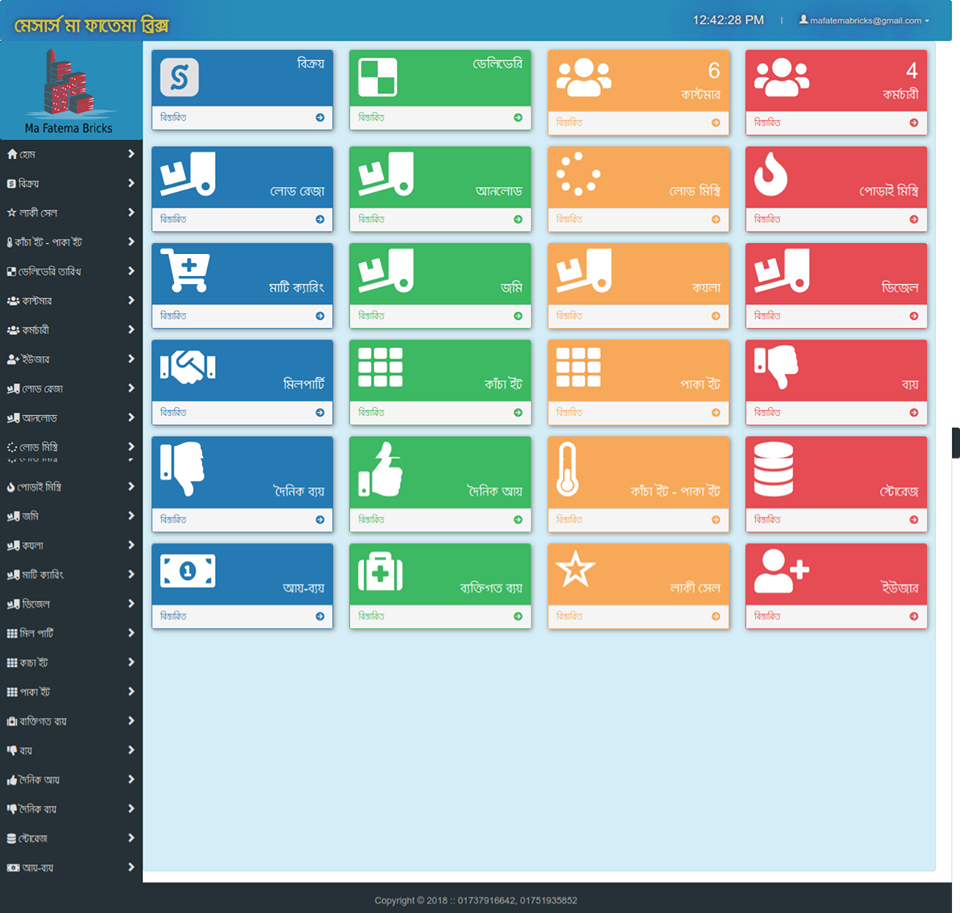 মেসার্স মা ফাতেমা ব্রিক্স
12:42:28 PM
mafatemabricks@gmail.com
Ma Fatema Bricks
হোম
বিক্রয়
লাকী সেল
কাঁচা ইট - পাকা ইট
ডেলিভেরি তারিখ
কাস্টমার
কর্মচারী
ইউজার
লোড রেজা
আনলোড
লোড মিস্ত্রি
পোড়াই মিস্ত্রি
জমি
কয়লা
মাটি ক্যারিং
ডিজেল
মিল পার্টি
কাচা ইট
পাকা ইট
ব্যক্তিগত ব্যয়
ব্যয়
দৈনিক আয়
দৈনিক ব্যয়
স্টোরেজ
আয়-ব্যয়
বিক্রয়
বিস্তারিত
ডেলিভেরি
বিস্তারিত
6
কাস্টমার
বিস্তারিত
4
কর্মচারী
বিস্তারিত
লোড রেজা
বিস্তারিত
আনলোড
বিস্তারিত
লোড মিস্ত্রি
বিস্তারিত
পোড়াই মিস্ত্রি
বিস্তারিত
মাটি ক্যারিং
বিস্তারিত
জমি
বিস্তারিত
কয়লা
বিস্তারিত
ডিজেল
বিস্তারিত
মিলপার্টি
বিস্তারিত
কাঁচা ইট
বিস্তারিত
পাকা ইট
বিস্তারিত
ব্যয়
বিস্তারিত
দৈনিক ব্যয়
বিস্তারিত
দৈনিক আয়
বিস্তারিত
কাঁচা ইট - পাকা ইট
বিস্তারিত
স্টোরেজ
বিস্তারিত
1
আয়-ব্যয়
বিস্তারিত
ব্যক্তিগত ব্যয়
বিস্তারিত
লাকী সেল
বিস্তারিত
ইউজার
বিস্তারিত
Copyright © 2018 :: 01737916642, 01751935852